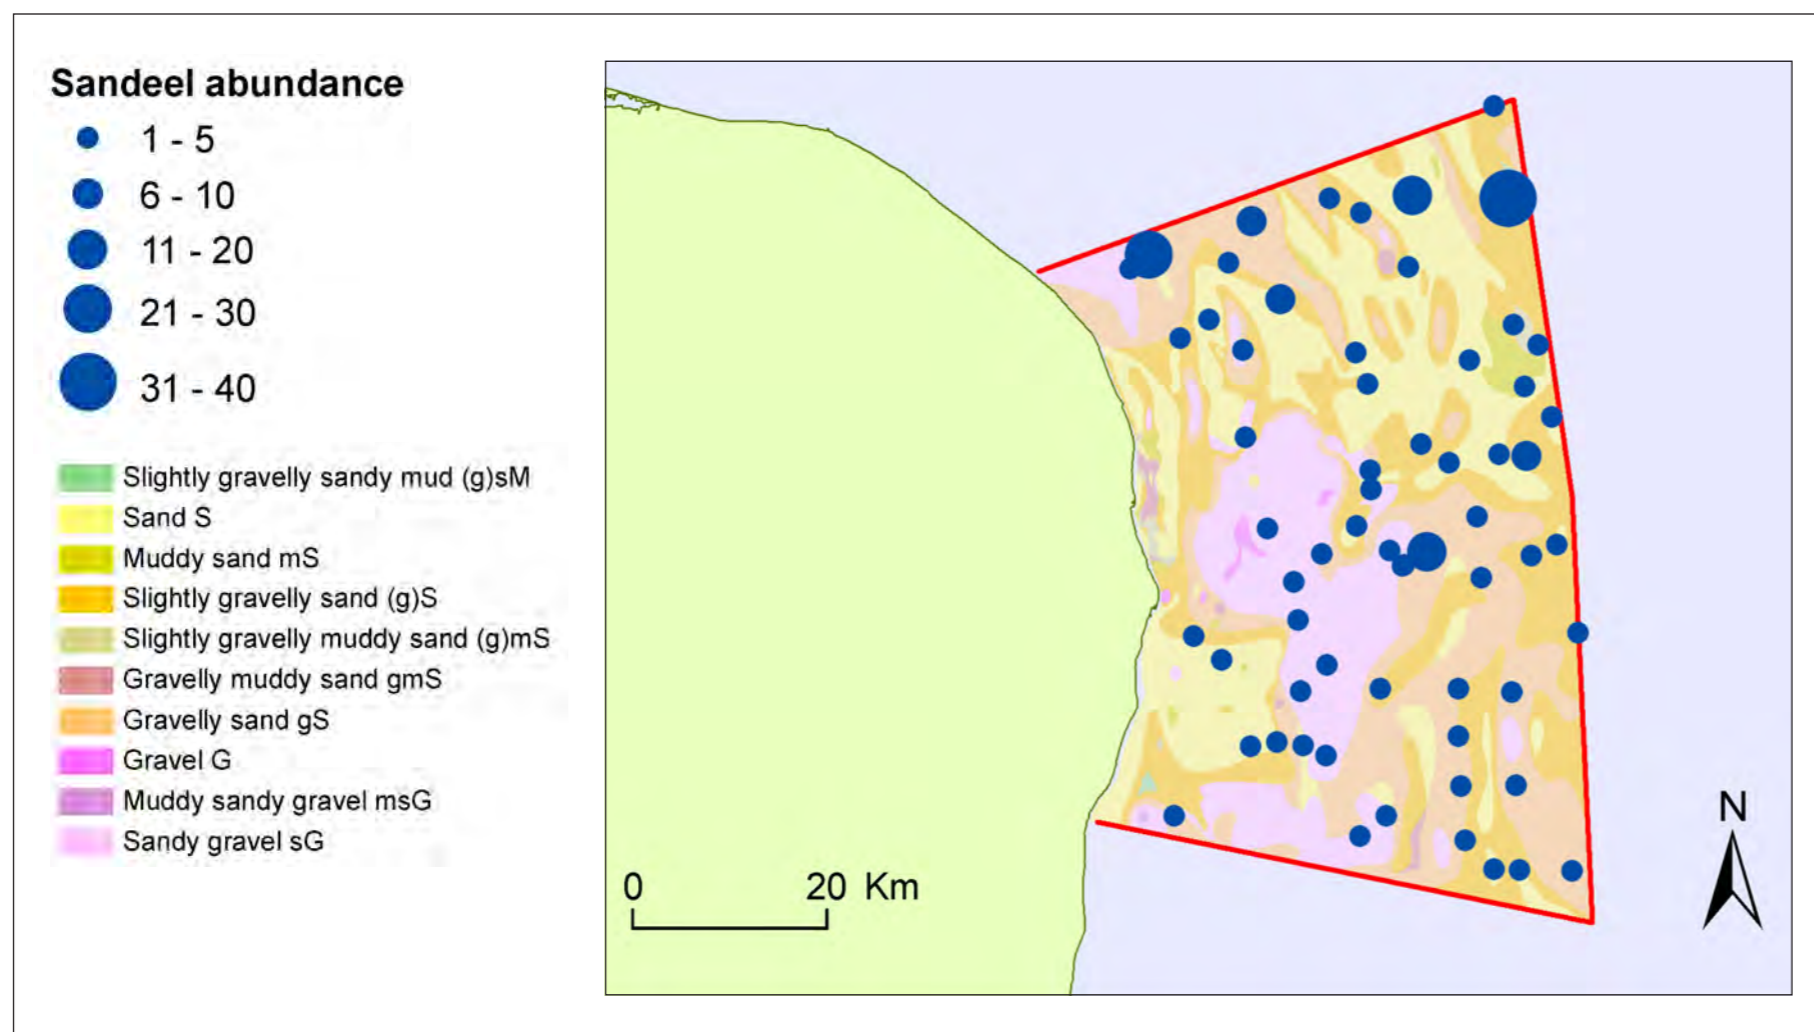 Sandeel abundance
1 - 5
6 - 10
11 - 20
21 - 30
31 - 40
Slightly gravelly sandy mud (g)sM
Sand S
Muddy sand mS
Slightly gravelly sand (g)S
Slightly gravelly muddy sand (g)mS
Gravelly muddy sand gmS
Gravelly sand gS
Gravel G
Muddy sandy gravel msG
Sandy gravel sG
0 20 Km
N